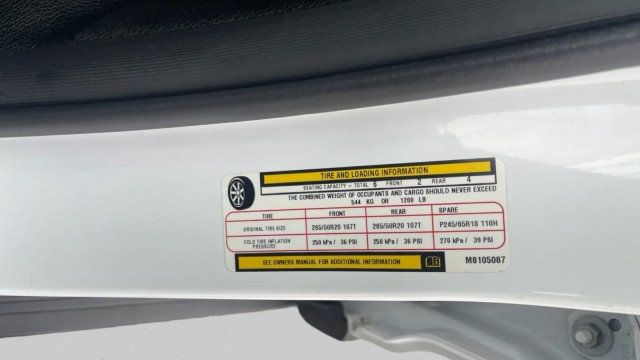 TIRE AND LOADING INFORMATION
SEATING CAPACITY - TOTAL 6 FRONT 2 REAR 4
THE COMBINED WEIGHT OF OCCUPANTS AND CARGO SHOULD NEVER EXCEED
544 KG OR 1200 LB
TIRE FRONT REAR SPARE
ORIGINAL TIRE SIZE 265/50R20 107T 265/50R20 107T P245/65R18 110H
COLD TIRE INFLATION
PRESSURE 250 kPa/ 36 PSI 250 kPa/ 36 PSI 270 kPa/ 39 PSI
SEE OWNERS MANUAL FOR ADDITIONAL INFORMATION M8105087